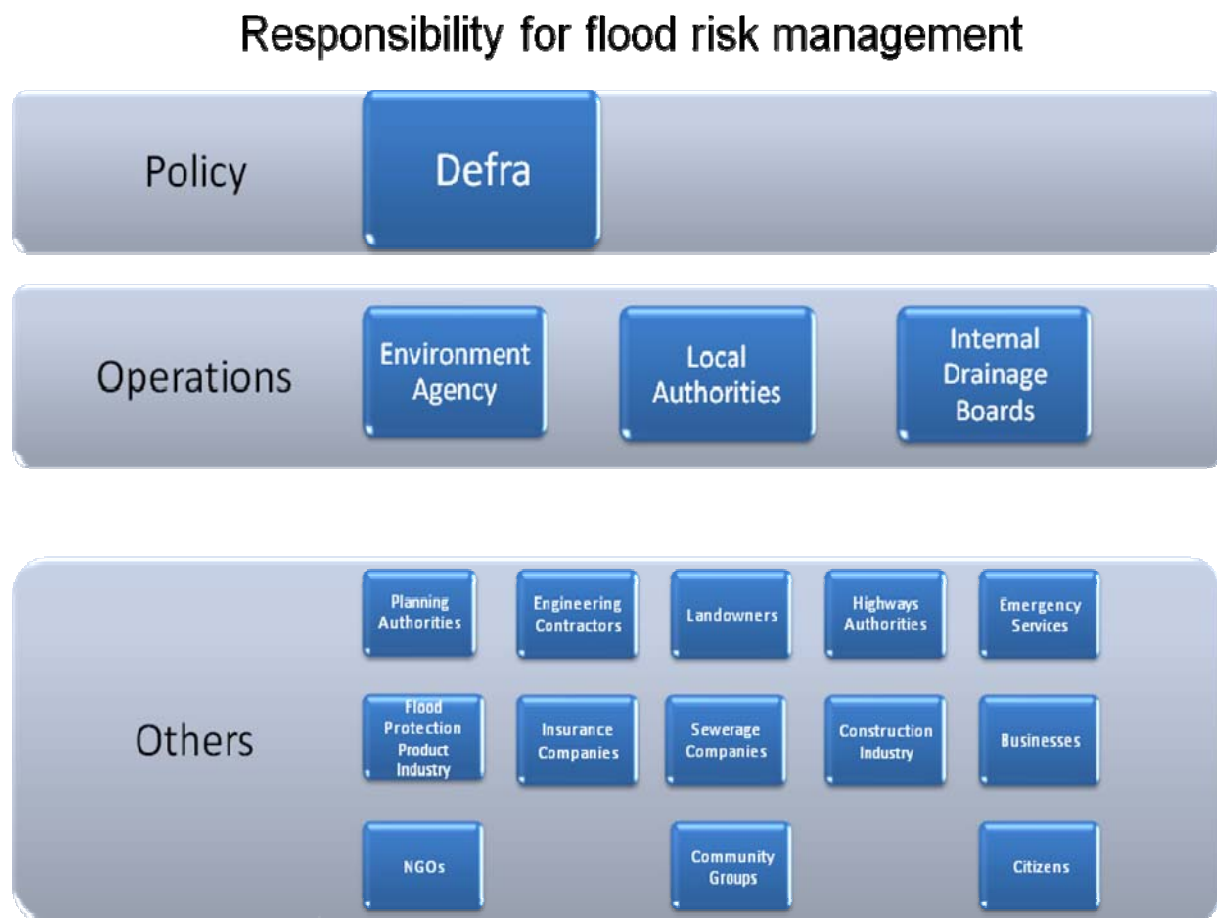 Responsibility for flood risk management
Policy
Defra
Operations
Environment
Agency
Local
Authorities
Internal
Drainage
Boards
Others
Planning
Authorities
Engineering
Contractors
Landowners
Highways
Authorities
Emergency
Services
Flood
Protection
Product
Industry
Insurance
Companies
Sewerage
Companies
Construction
Industry
Businesses
NGOs
Community
Groups
Citizens